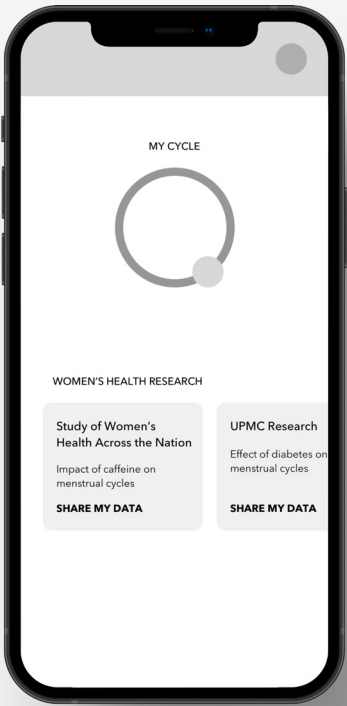 MY CYCLE
WOMEN'S HEALTH RESEARCH
Study of Women's
Health Across the Nation
Impact of caffeine on
menstrual cycles
SHARE MY DATA
UPMC Research
Effect of diabetes on
menstrual cycles
SHARE MY DATA